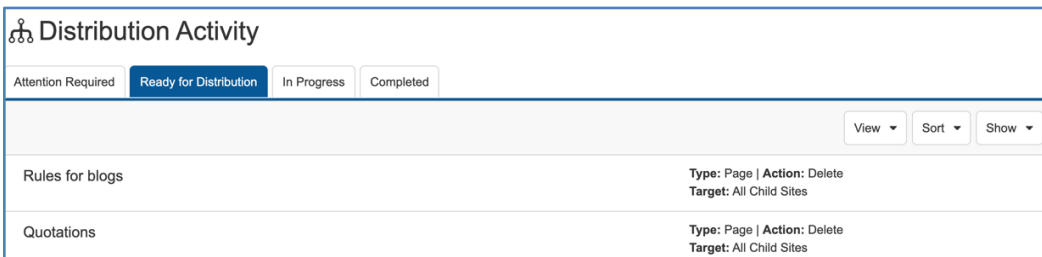 Distribution Activity
Attention Required Ready for Distribution In Progress Completed
View Sort Show
Rules for blogs Type: Page | Action: Delete
Target: All Child Sites
Quotations Type: Page | Action: Delete
Target: All Child Sites